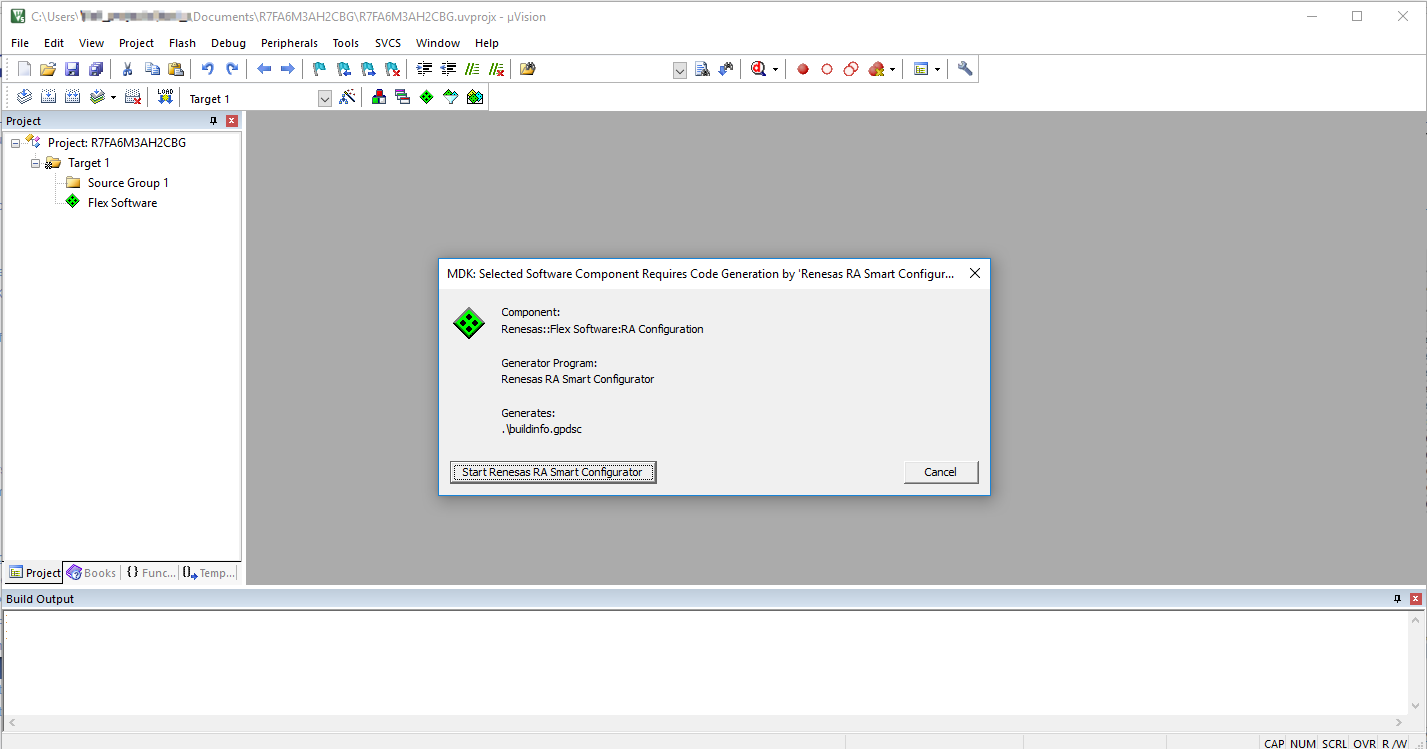 C:\Users\ \Documents\R7FA6M3AH2CBG\R7FA6M3AH2CBG.uvprojx - µVision
File Edit View Project Flash Debug Peripherals Tools SVCS Window Help
LOAD Target 1
Project
Project: R7FA6M3AH2CBG
Target 1
Source Group 1
Flex Software
MDK: Selected Software Component Requires Code Generation by 'Renesas RA Smart Configur...
Component:
Renesas::Flex Software:RA Configuration
Generator Program:
Renesas RA Smart Configurator
Generates:
.\buildinfo.gpdsc
Start Renesas RA Smart Configurator Cancel
Project Books {} Func... Temp...
Build Output
CAP NUM SCRL OVR R/W